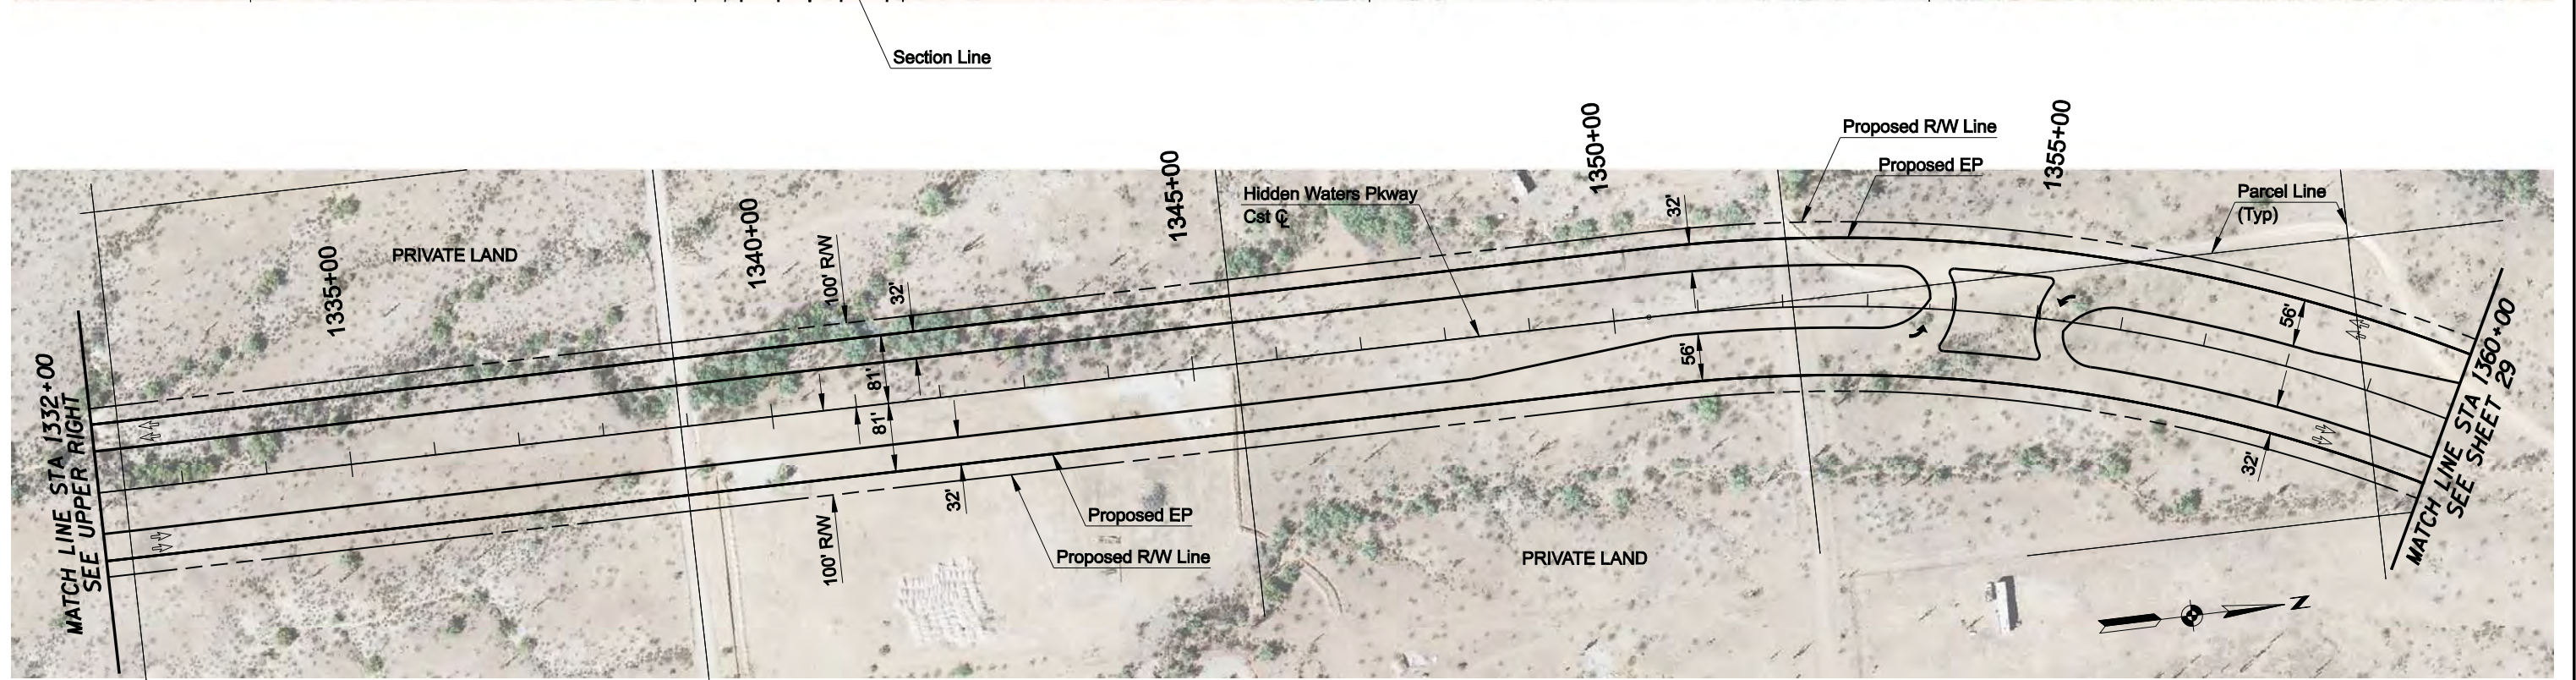 Section Line
1335+00
1340+00
1345+00
1350+00
1355+00
Proposed R/W Line
Proposed EP
Parcel Line
(Typ)
Hidden Waters Pkway
Cst ℄
PRIVATE LAND
100' R/W
32'
32'
81'
81'
56'
56'
32'
32'
100' R/W
Proposed EP
Proposed R/W Line
PRIVATE LAND
MATCH LINE STA 1332+00
SEE UPPER RIGHT
MATCH LINE STA 1360+00
SEE SHEET 29
N